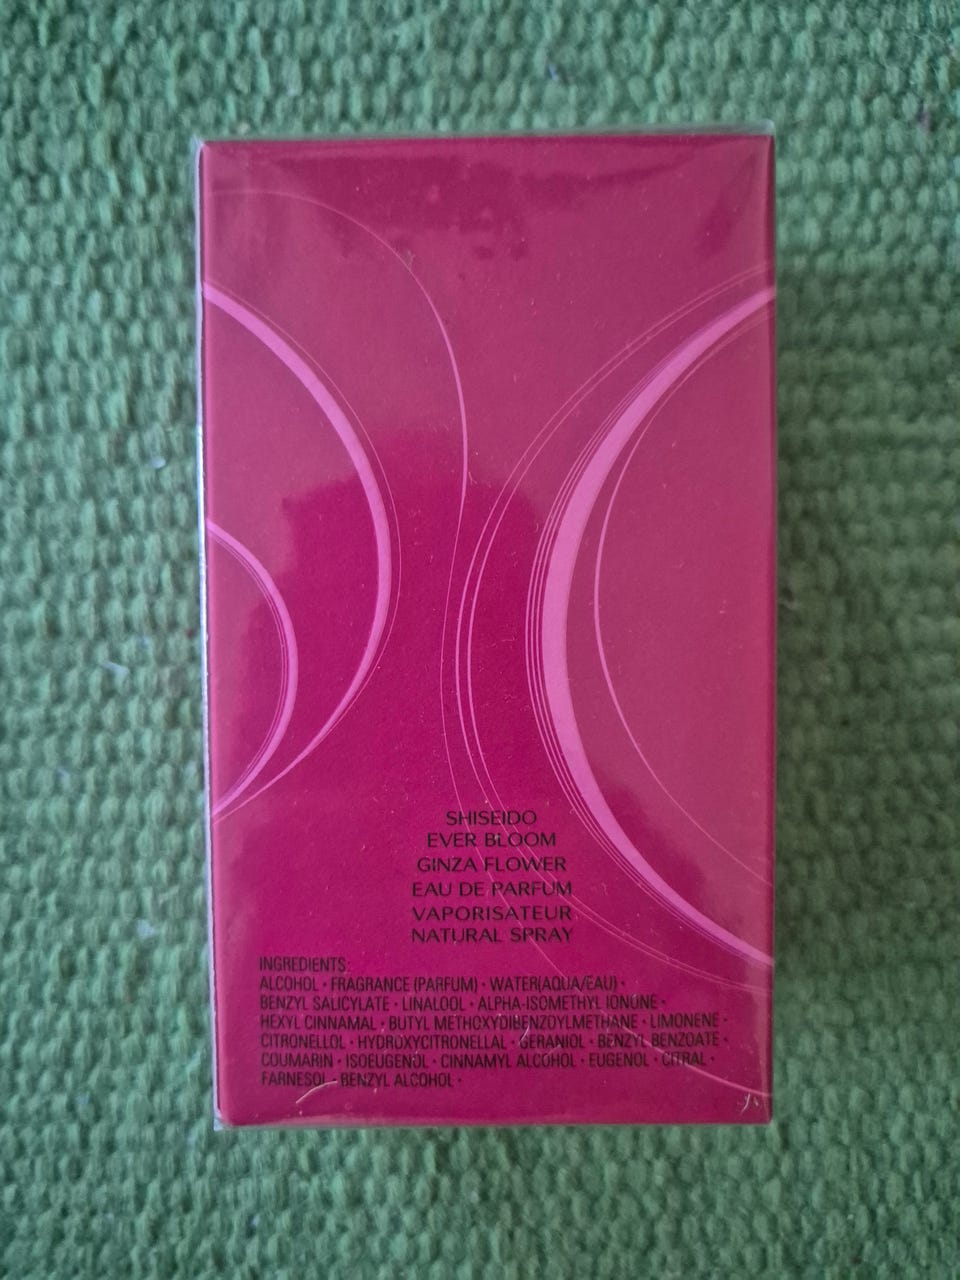 SHISEIDO
EVER BLOOM
GINZA FLOWER
EAU DE PARFUM
VAPORISATEUR
NATURAL SPRAY
INGREDIENTS:
ALCOHOL · FRAGRANCE (PARFUM) · WATER(AQUA/EAU) ·
BENZYL SALICYLATE · LINALOOL · ALPHA-ISOMETHYL IONONE ·
HEXYL CINNAMAL · BUTYL METHOXYDIBENZOYLMETHANE · LIMONENE ·
CITRONELLOL · HYDROXYCITRONELLAL · GERANIOL · BENZYL BENZOATE ·
COUMARIN · ISOEUGENOL · CINNAMYL ALCOHOL · EUGENOL · CITRAL ·
FARNESOL · BENZYL ALCOHOL ·